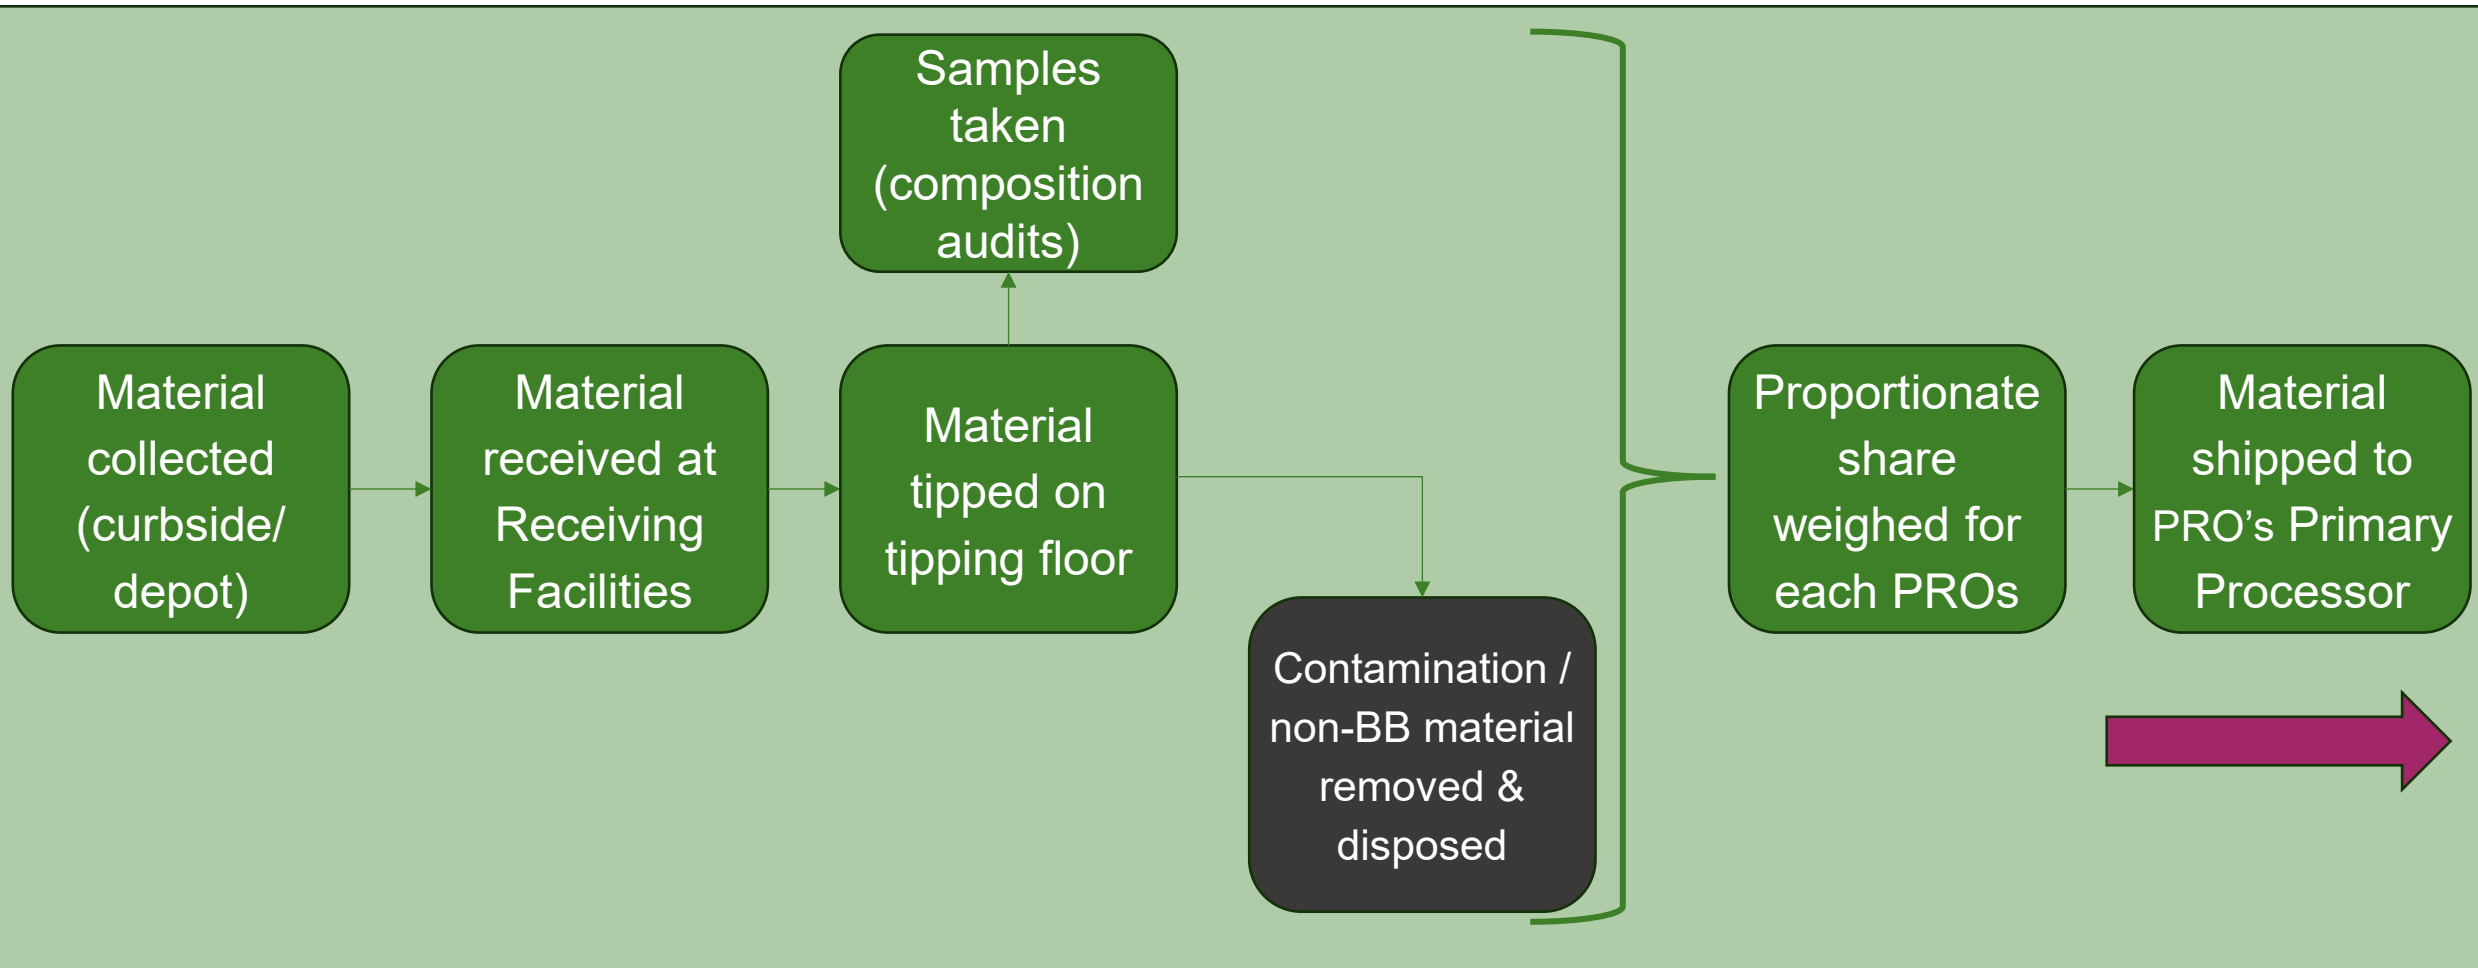 Samples
taken
(composition
audits)
Material
collected
(curbside/
depot)
Material
received at
Receiving
Facilities
Material
tipped on
tipping floor
Contamination /
non-BB material
removed &
disposed
Proportionate
share
weighed for
each PROs
Material
shipped to
PRO’s Primary
Processor